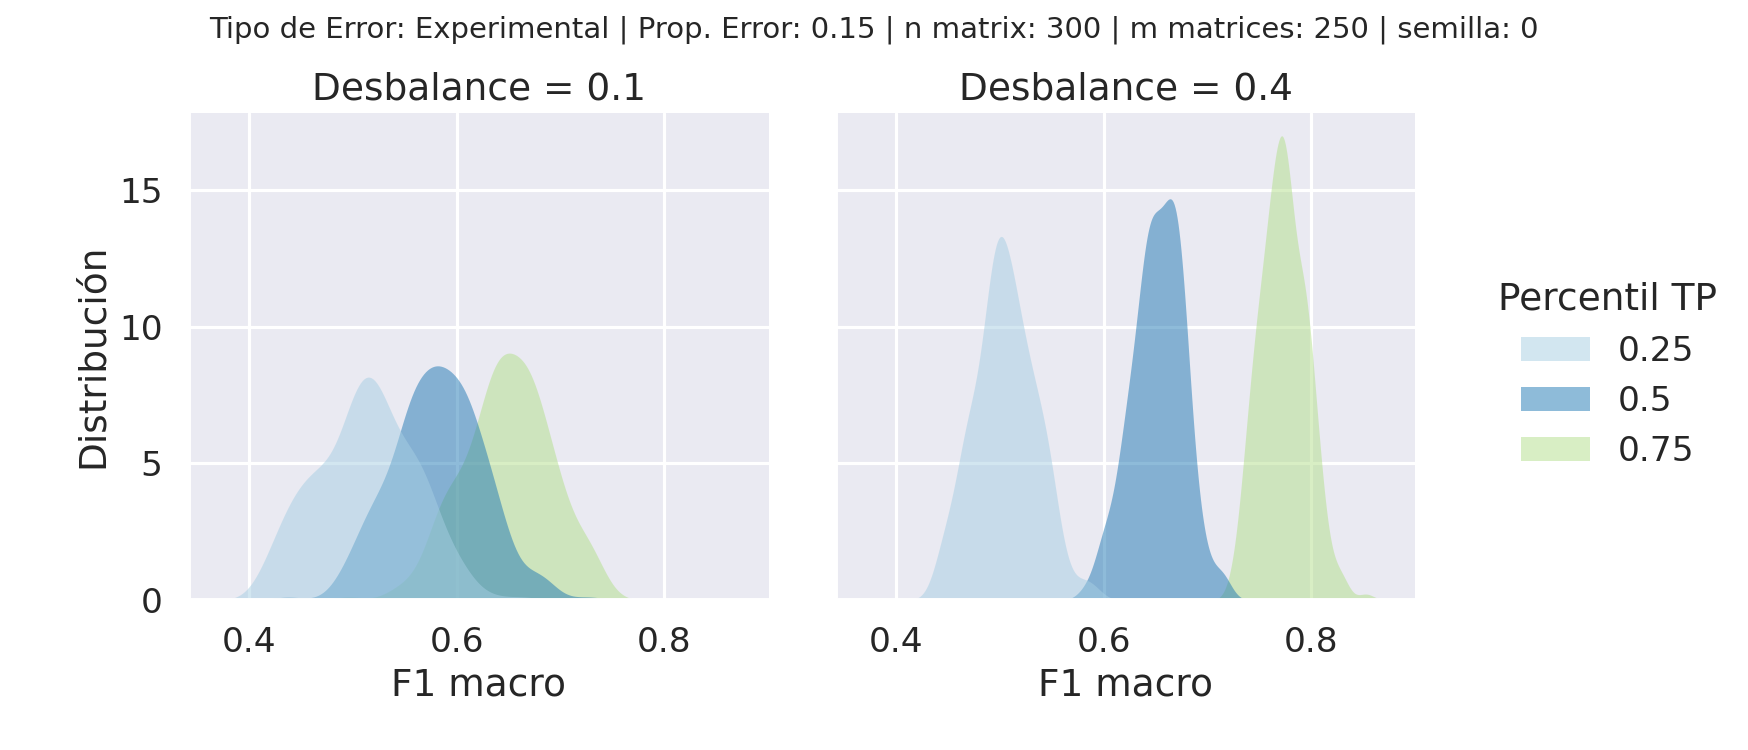 Tipo de Error: Experimental | Prop. Error: 0.15 | n matrix: 300 | m matrices: 250 | semilla: 0
Desbalance = 0.1
Desbalance = 0.4
Distribución
15
10
5
0
0.4 0.6 0.8
F1 macro
0.4 0.6 0.8
F1 macro
Percentil TP
0.25
0.5
0.75